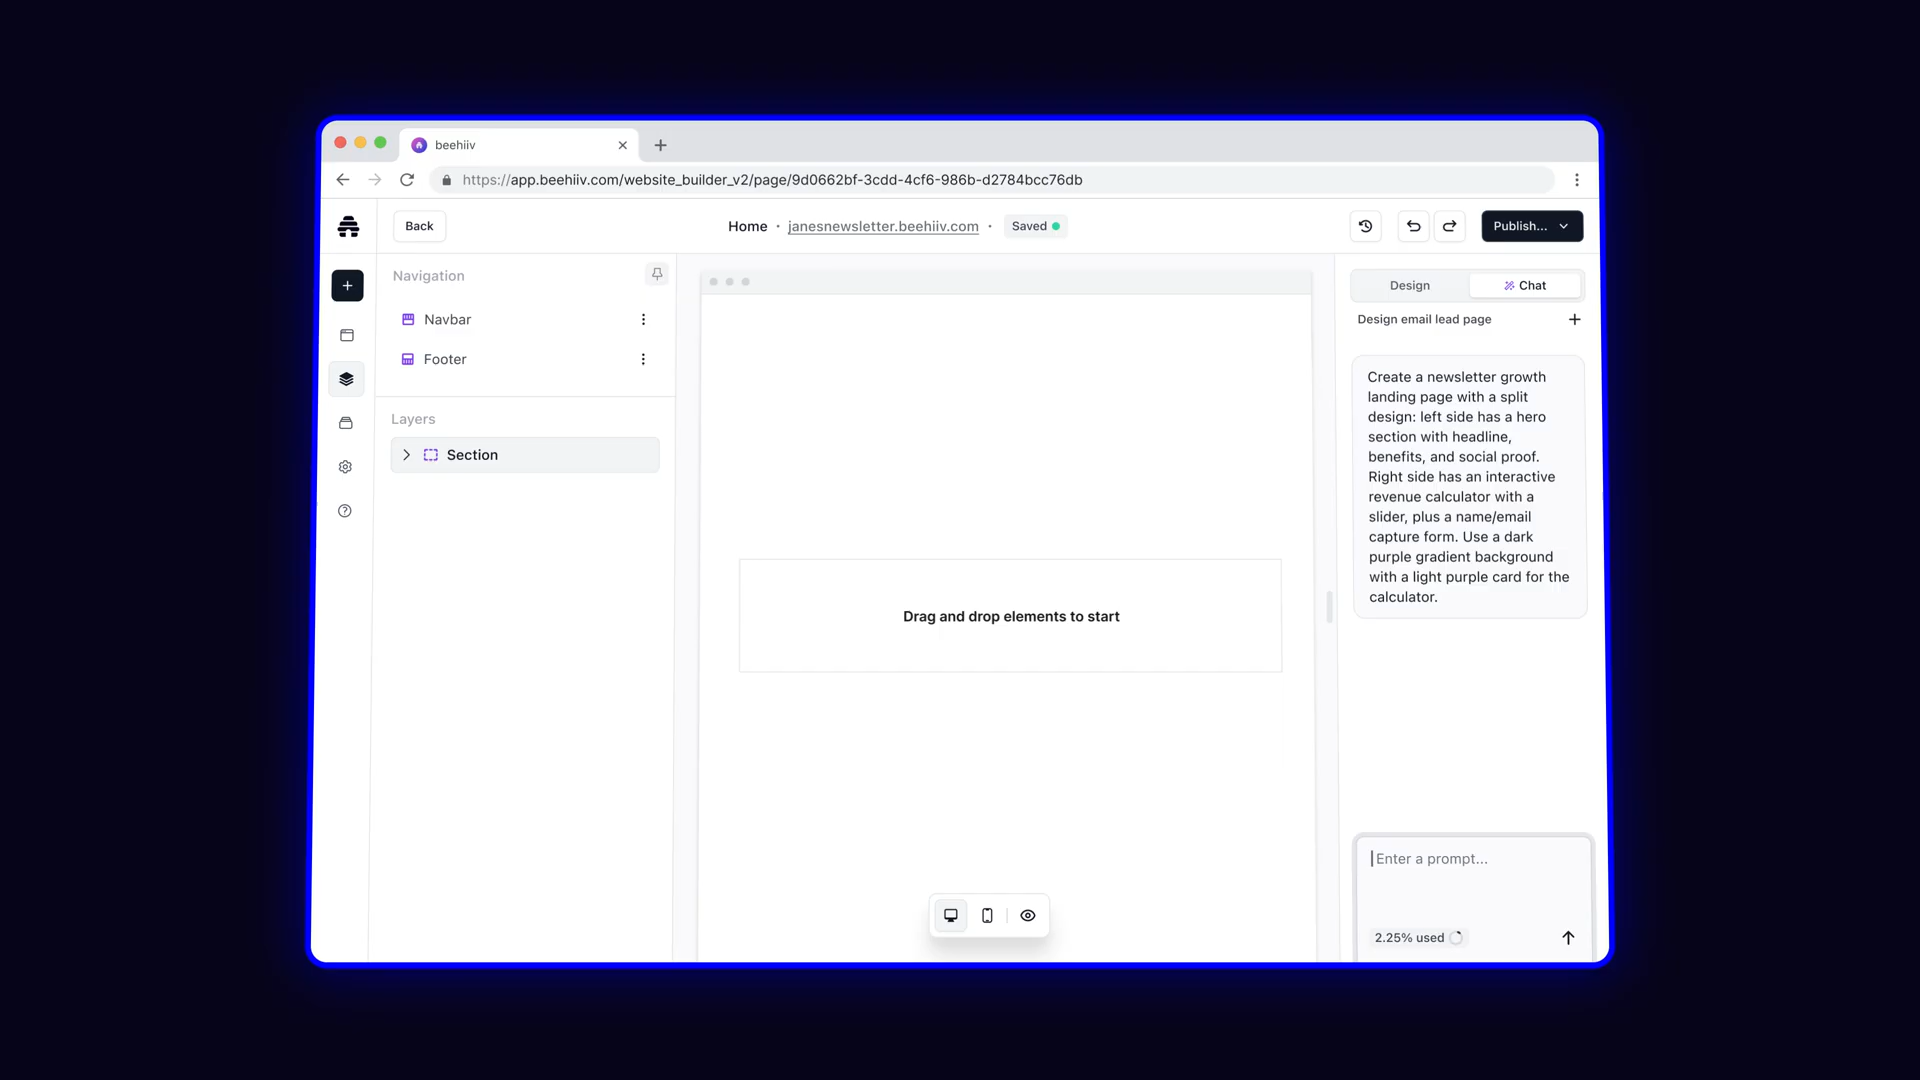 beehiiv
https://app.beehiiv.com/website_builder_v2/page/9d0662bf-3cdd-4cf6-986b-d2784bcc76db
Back
Home · janesnewsletter.beehiiv.com · Saved
Publish...
Navigation
Navbar
Footer
Layers
Section
Drag and drop elements to start
Design
Chat
Design email lead page
Create a newsletter growth
landing page with a split
design: left side has a hero
section with headline,
benefits, and social proof.
Right side has an interactive
revenue calculator with a
slider, plus a name/email
capture form. Use a dark
purple gradient background
with a light purple card for the
calculator.
Enter a prompt...
2.25% used